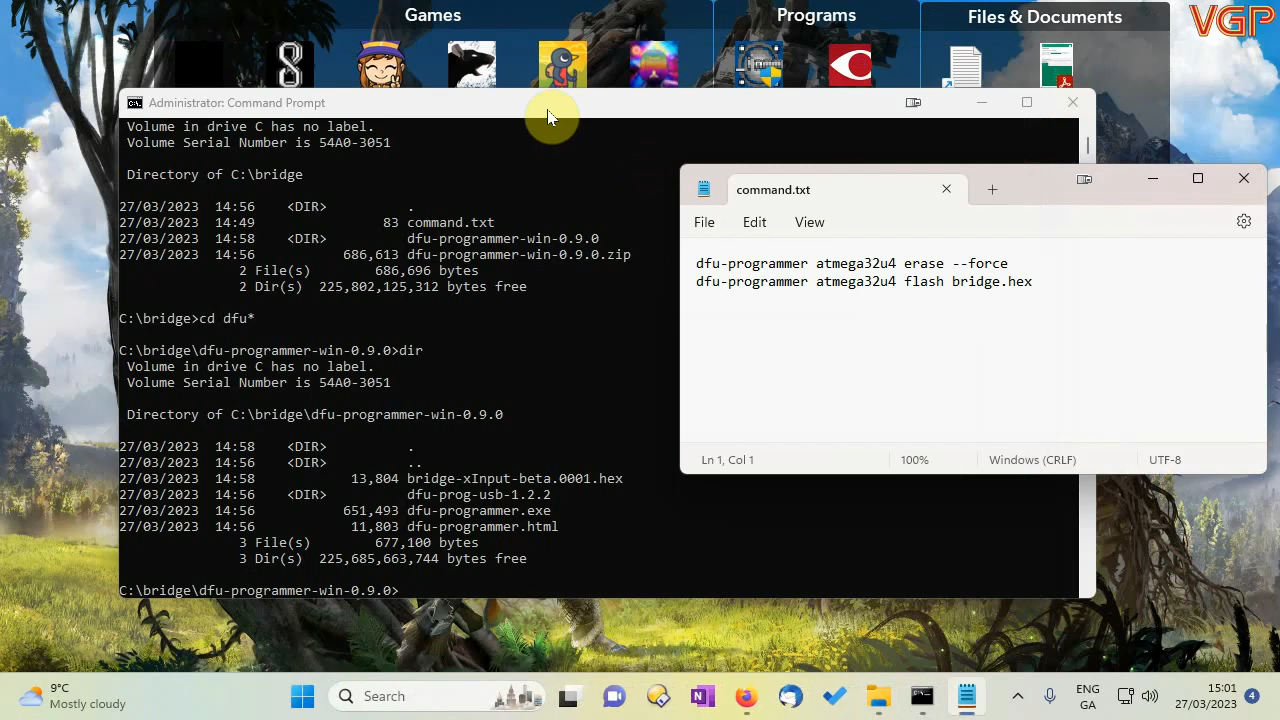 Games
Programs
Files & Documents
VGP
8
Administrator: Command Prompt
Volume in drive C has no label.
Volume Serial Number is 54A0-3051
Directory of C:\bridge
27/03/2023 14:56 <DIR> .
27/03/2023 14:49 83 command.txt
27/03/2023 14:58 <DIR> dfu-programmer-win-0.9.0
27/03/2023 14:56 686,613 dfu-programmer-win-0.9.0.zip
2 File(s) 686,696 bytes
2 Dir(s) 225,802,125,312 bytes free
C:\bridge>cd dfu*
C:\bridge\dfu-programmer-win-0.9.0>dir
Volume in drive C has no label.
Volume Serial Number is 54A0-3051
Directory of C:\bridge\dfu-programmer-win-0.9.0
27/03/2023 14:58 <DIR> .
27/03/2023 14:56 <DIR> ..
27/03/2023 14:58 13,804 bridge-xInput-beta.0001.hex
27/03/2023 14:56 <DIR> dfu-prog-usb-1.2.2
27/03/2023 14:56 651,493 dfu-programmer.exe
27/03/2023 14:56 11,803 dfu-programmer.html
3 File(s) 677,100 bytes
3 Dir(s) 225,685,663,744 bytes free
C:\bridge\dfu-programmer-win-0.9.0>
command.txt
File Edit View
dfu-programmer atmega32u4 erase --force
dfu-programmer atmega32u4 flash bridge.hex
Ln 1, Col 1 100% Windows (CRLF) UTF-8
9°C
Mostly cloudy
Search
N
ENG
GA
15:01
27/03/2023
4